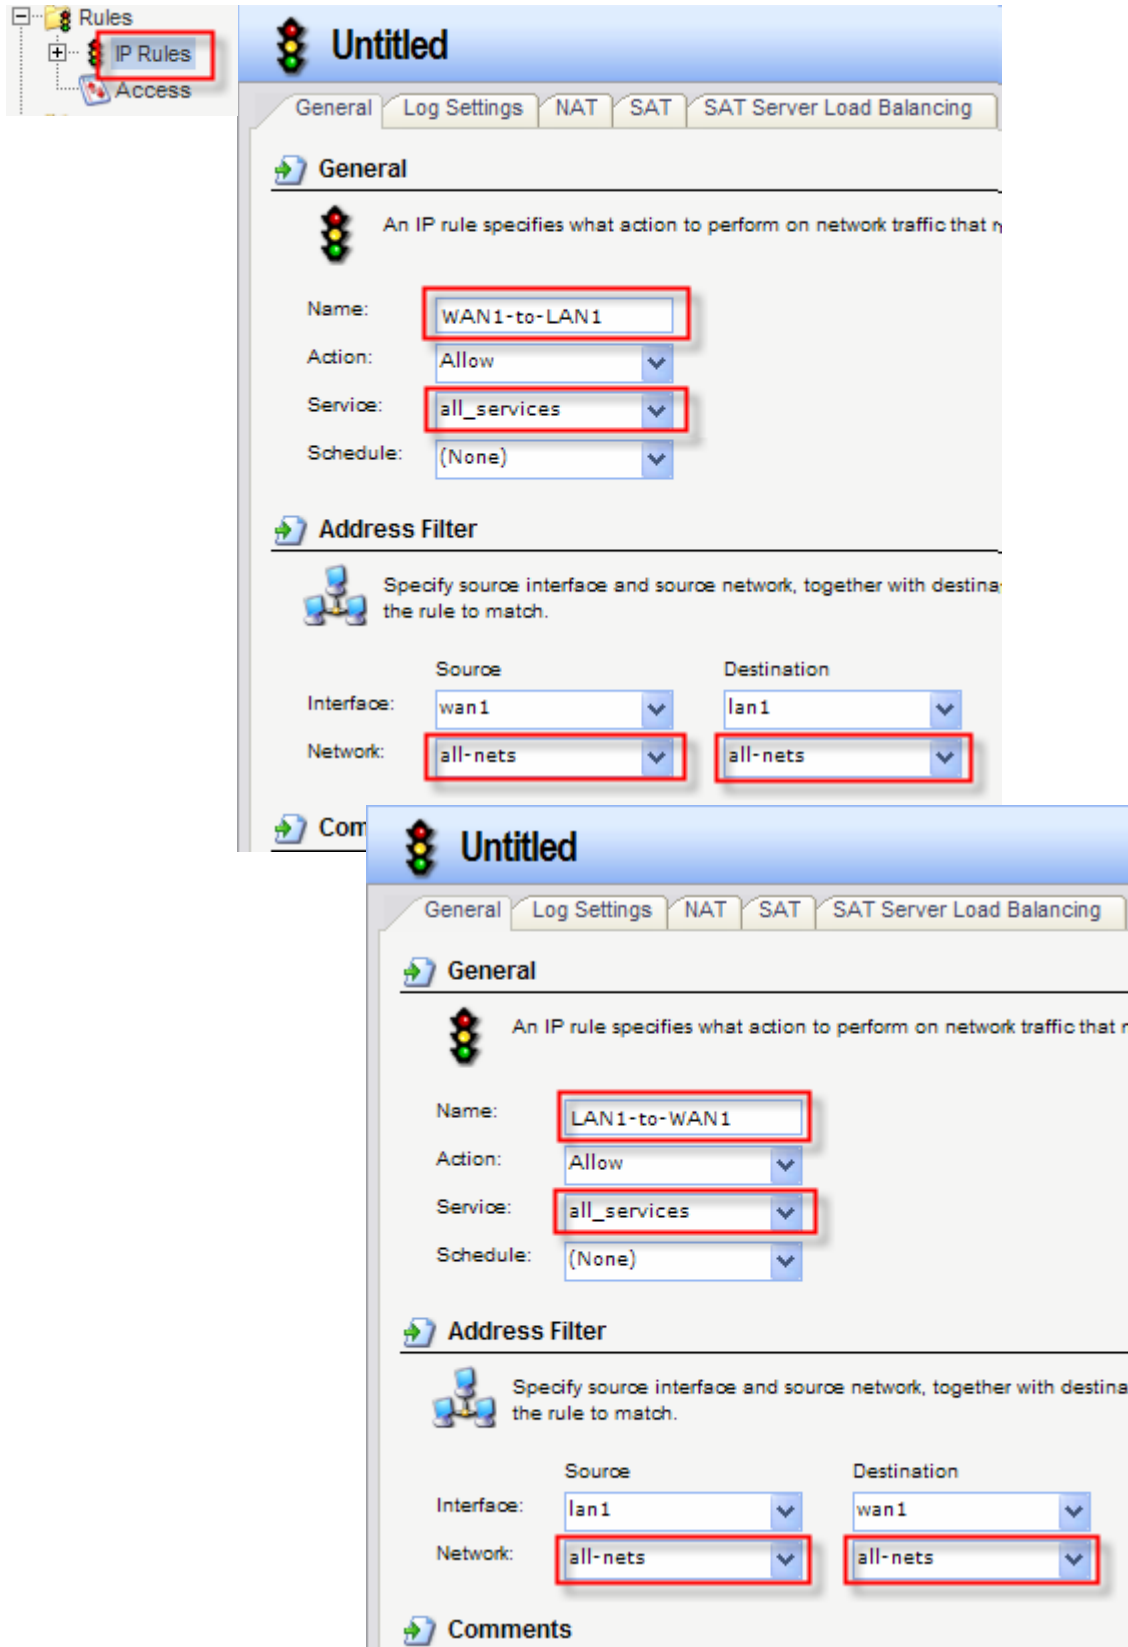 Rules
IP Rules
Access
Untitled
General Log Settings NAT SAT SAT Server Load Balancing
General
An IP rule specifies what action to perform on network traffic that
Name: WAN1-to-LAN1
Action: Allow
Service: all_services
Schedule: (None)
Address Filter
Specify source interface and source network, together with destina
the rule to match.
Source Destination
Interface: wan1 lan1
Network: all-nets all-nets
Com
Untitled
General Log Settings NAT SAT SAT Server Load Balancing
General
An IP rule specifies what action to perform on network traffic that
Name: LAN1-to-WAN1
Action: Allow
Service: all_services
Schedule: (None)
Address Filter
Specify source interface and source network, together with destina
the rule to match.
Source Destination
Interface: lan1 wan1
Network: all-nets all-nets
Comments